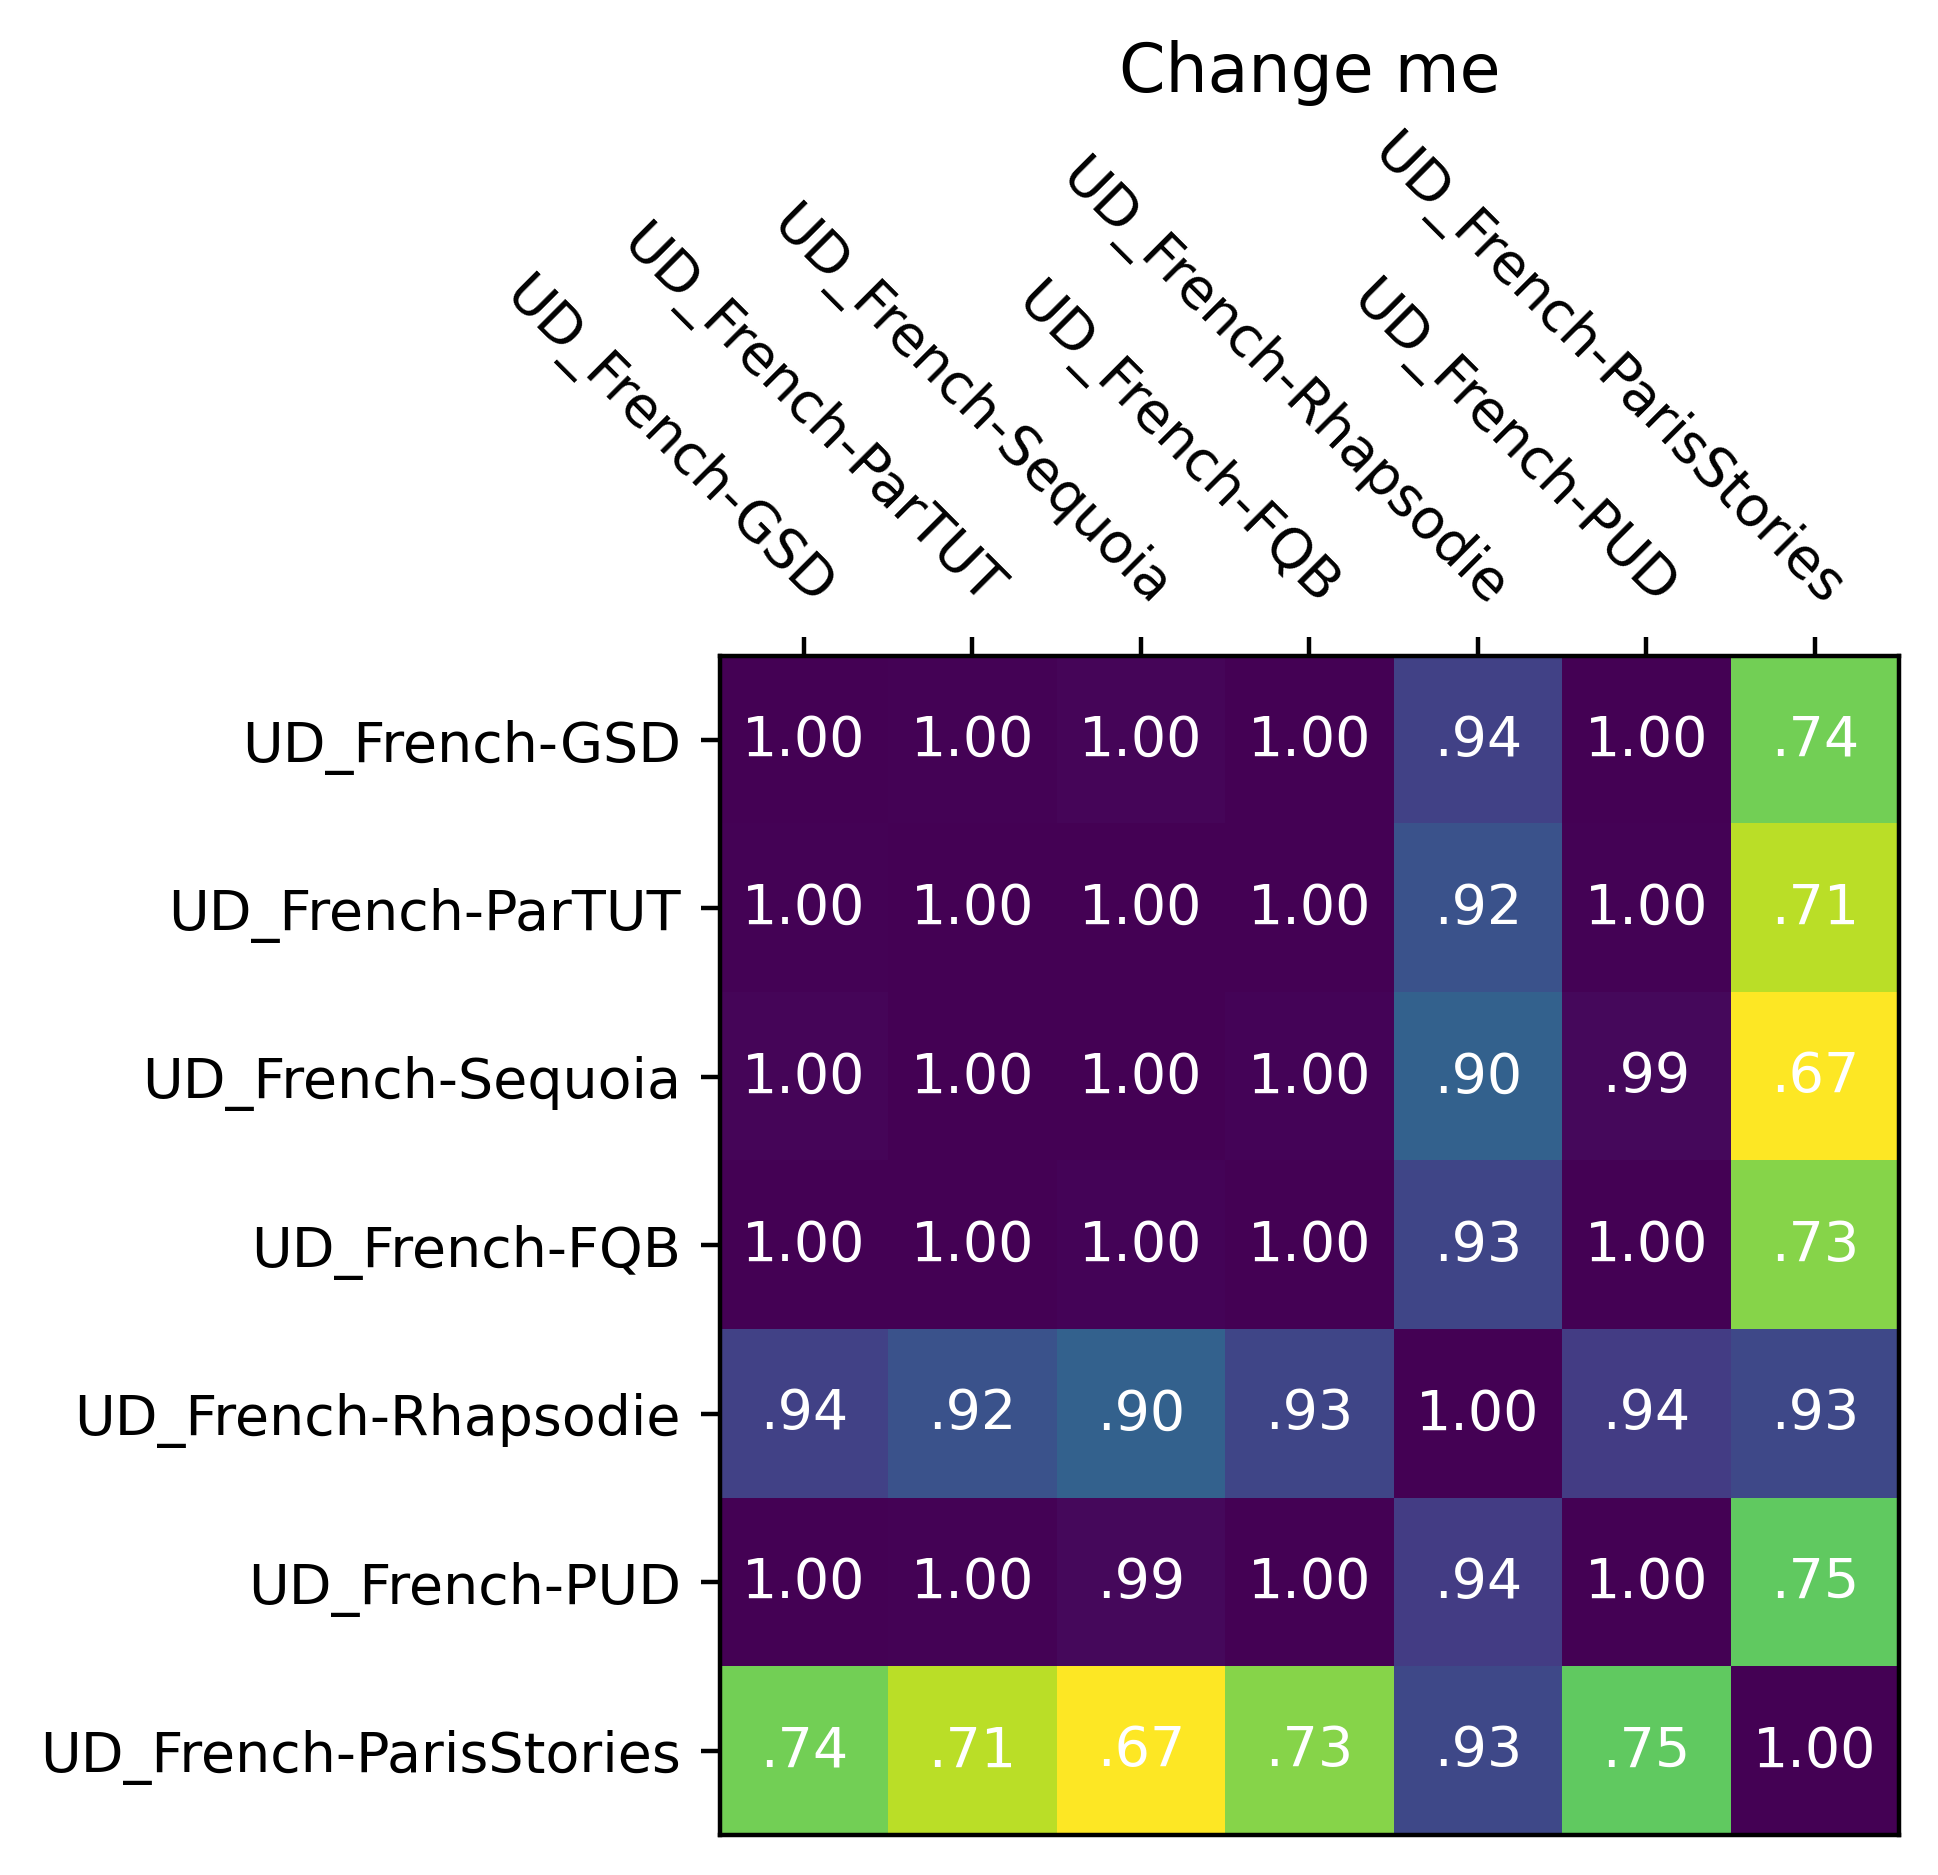 Change me
UD_French-GSD
UD_French-ParTUT
UD_French-Sequoia
UD_French-FQB
UD_French-Rhapsodie
UD_French-PUD
UD_French-ParisStories
UD_French-GSD 1.00 1.00 1.00 1.00 .94 1.00 .74
UD_French-ParTUT 1.00 1.00 1.00 1.00 .92 1.00 .71
UD_French-Sequoia 1.00 1.00 1.00 1.00 .90 .99 .67
UD_French-FQB 1.00 1.00 1.00 1.00 .93 1.00 .73
UD_French-Rhapsodie .94 .92 .90 .93 1.00 .94 .93
UD_French-PUD 1.00 1.00 .99 1.00 .94 1.00 .75
UD_French-ParisStories .74 .71 .67 .73 .93 .75 1.00